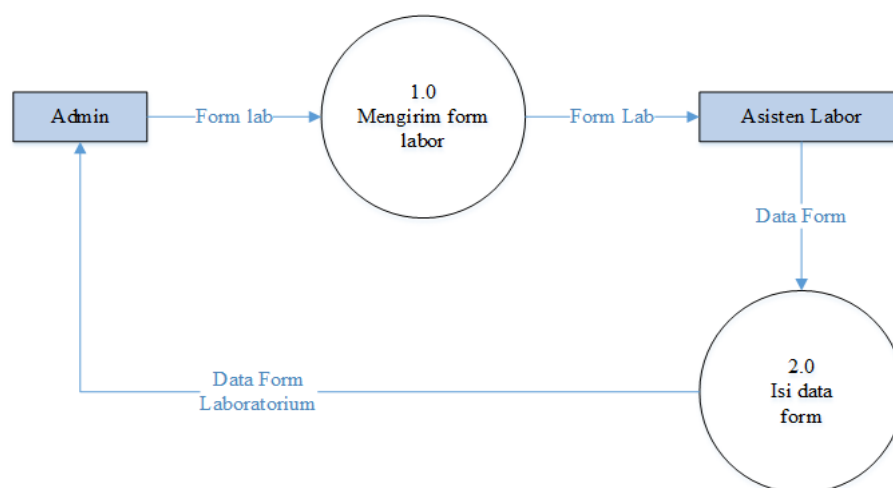 1.0
Mengirim form
labor
Admin
Form lab
Form Lab
Asisten Labor
Data Form
2.0
Isi data
form
Data Form
Laboratorium